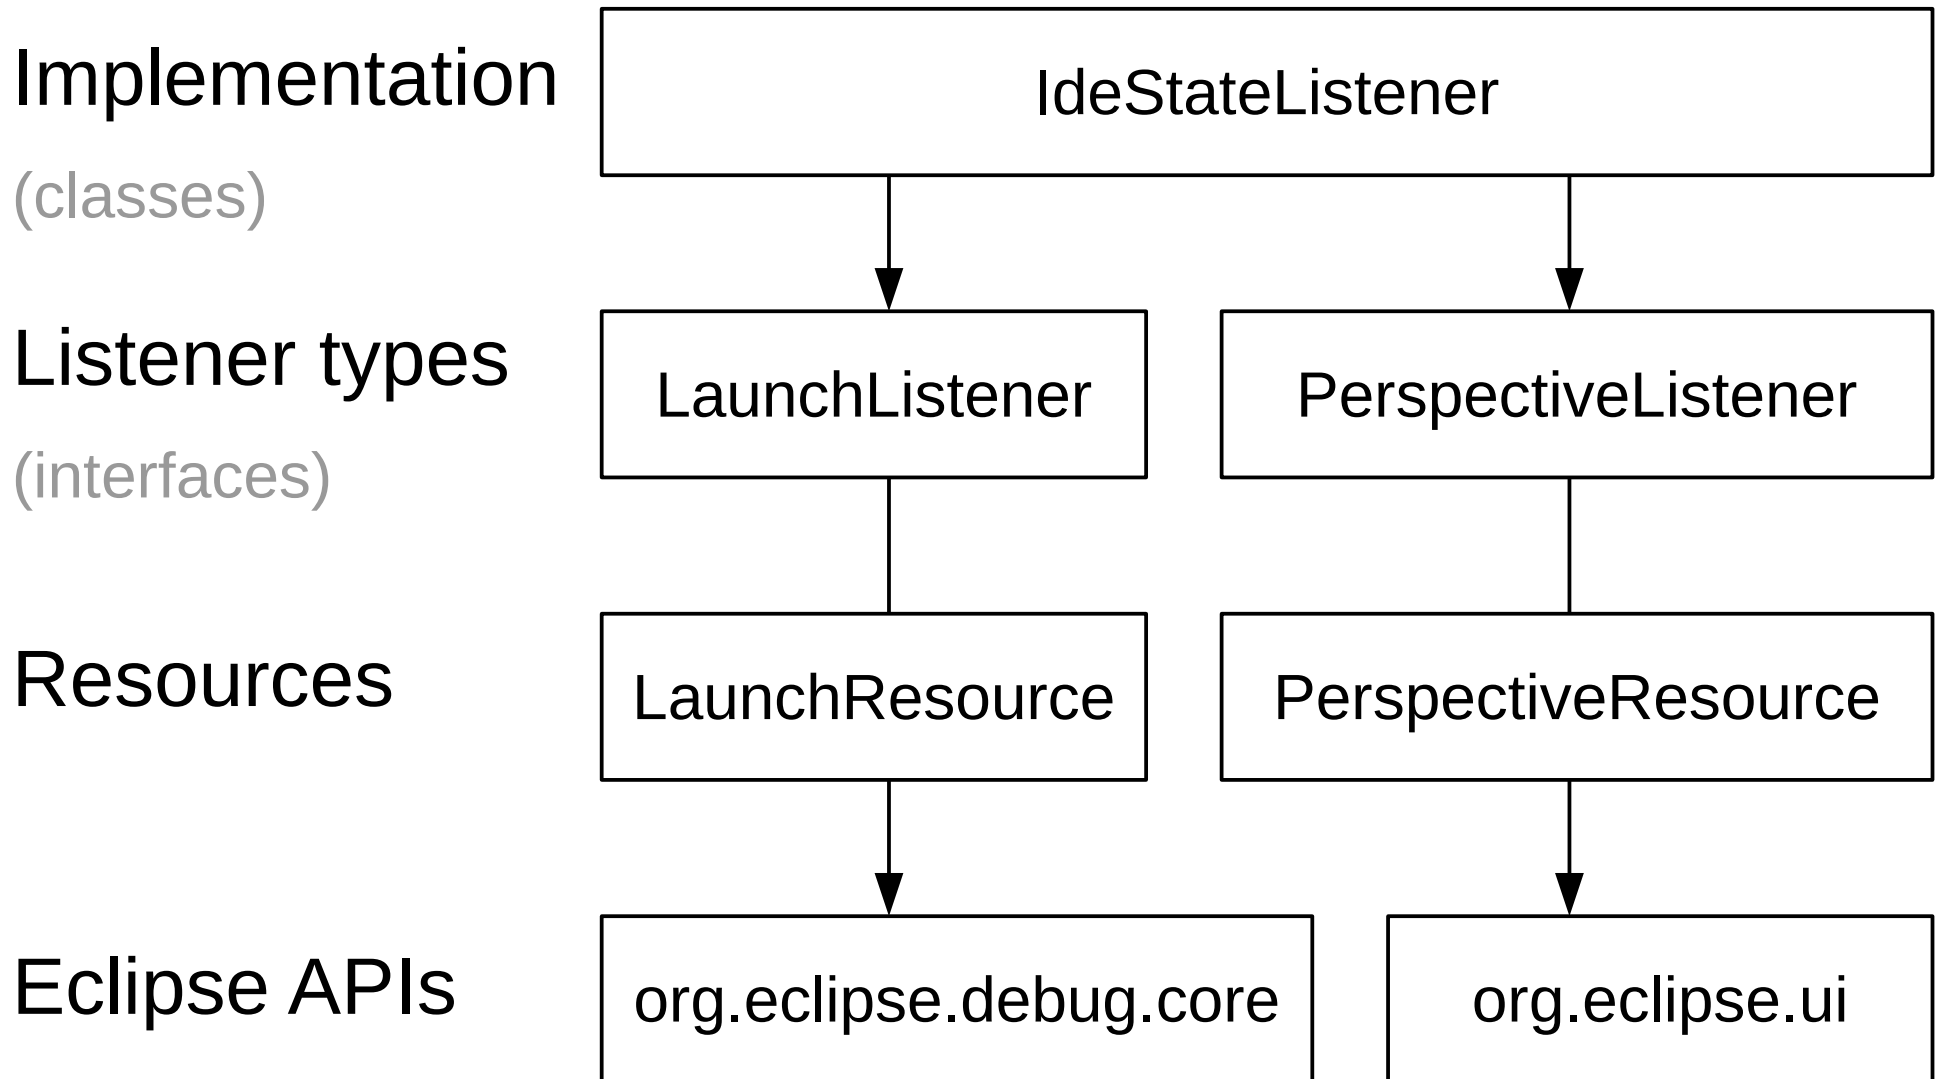 Implementation
(classes)
IdeStateListener
Listener types
(interfaces)
LaunchListener
PerspectiveListener
Resources
LaunchResource
PerspectiveResource
Eclipse APIs
org.eclipse.debug.core
org.eclipse.ui